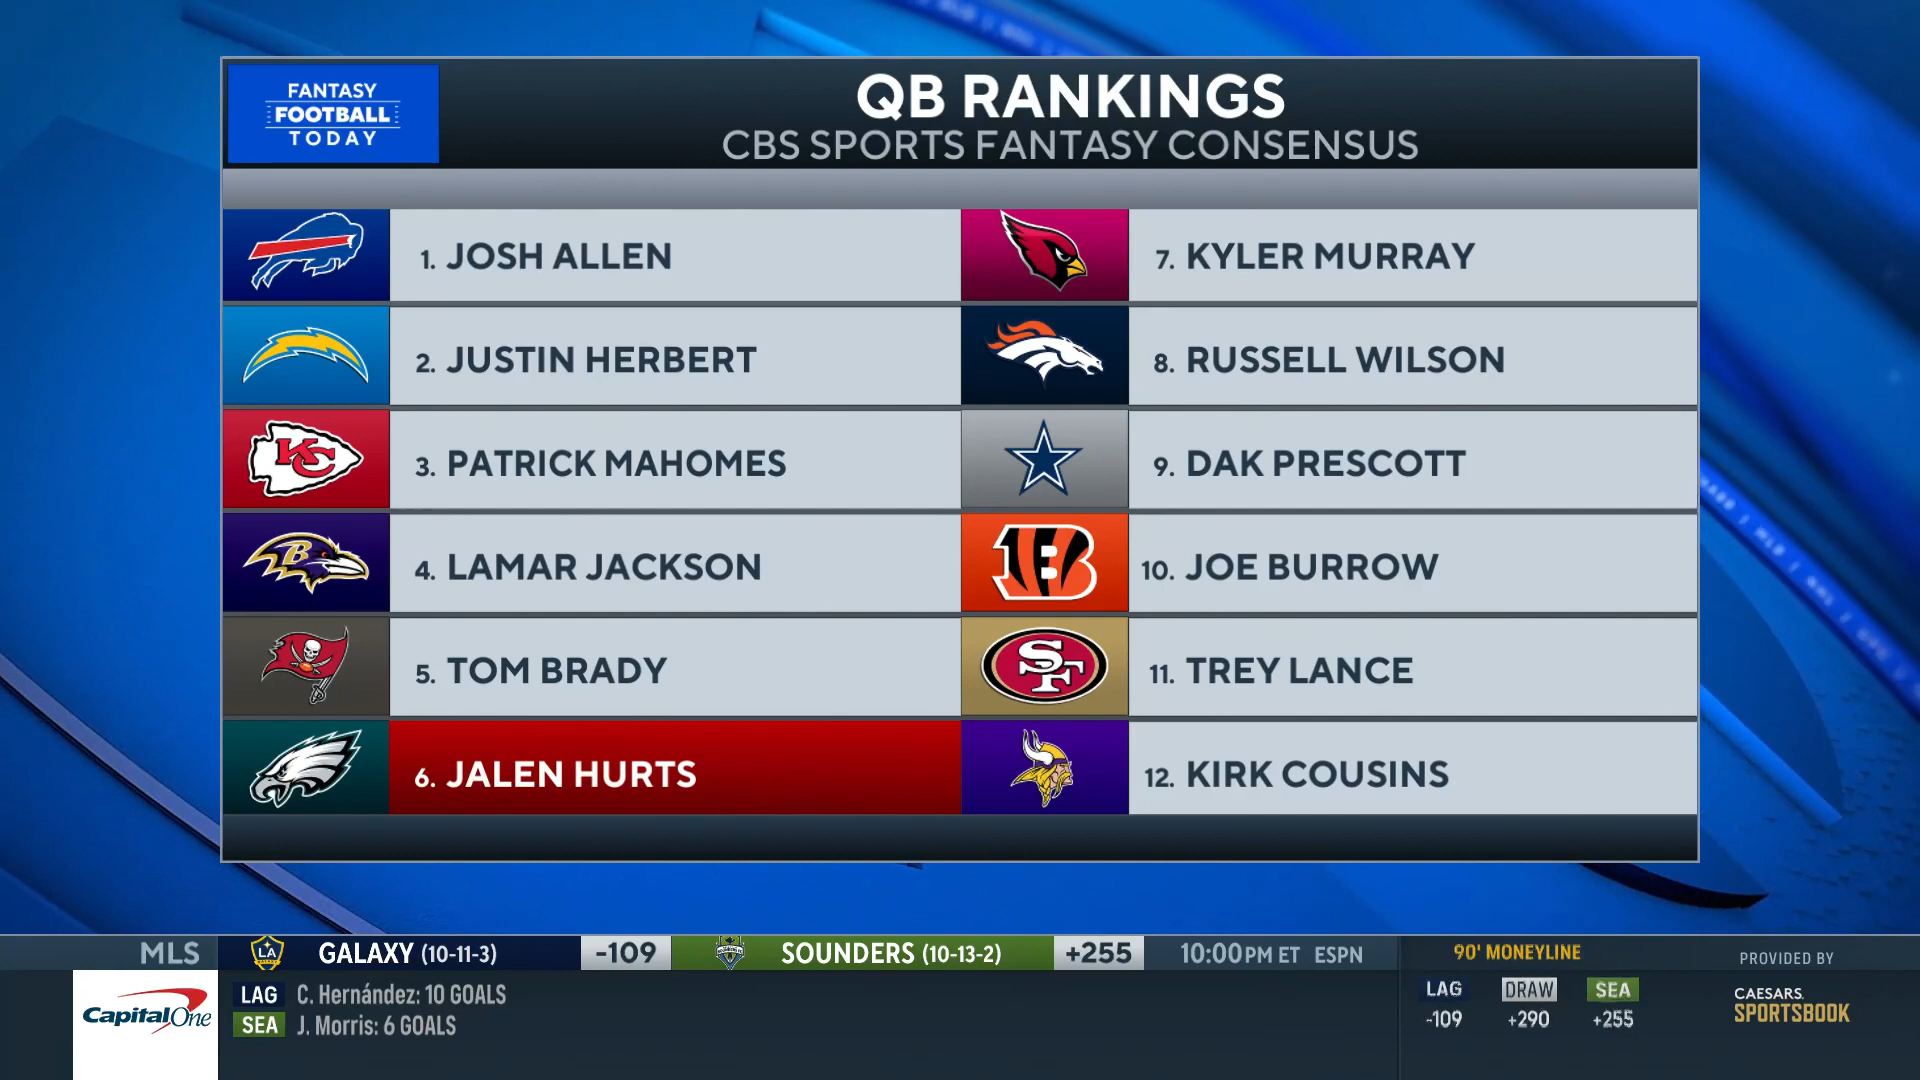 FANTASY
FOOTBALL
TODAY
QB RANKINGS
CBS SPORTS FANTASY CONSENSUS
1. JOSH ALLEN
2. JUSTIN HERBERT
3. PATRICK MAHOMES
4. LAMAR JACKSON
5. TOM BRADY
6. JALEN HURTS
7. KYLER MURRAY
8. RUSSELL WILSON
9. DAK PRESCOTT
10. JOE BURROW
11. TREY LANCE
12. KIRK COUSINS
KC
B
B
SF
MLS LA GALAXY (10-11-3) -109 SOUNDERS (10-13-2) +255 10:00PM ET ESPN
Capital One
LAG C. Hernández: 10 GOALS
SEA J. Morris: 6 GOALS
90' MONEYLINE
LAG DRAW SEA
-109 +290 +255
PROVIDED BY
CAESARS
SPORTSBOOK